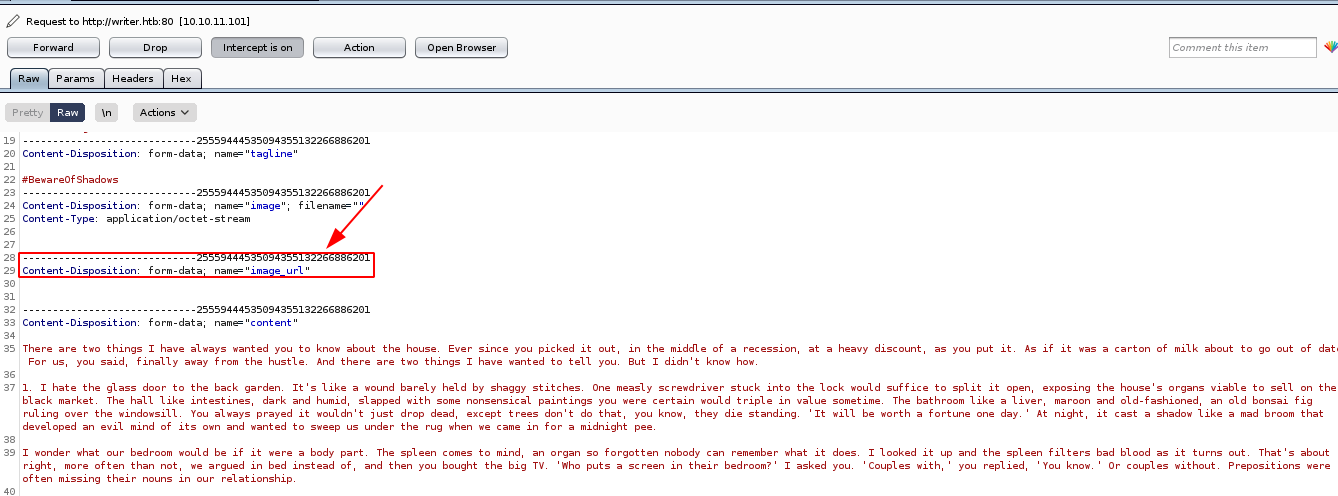 Request to http://writer.htb:80 [10.10.11.101]
Forward Drop Intercept is on Action Open Browser Comment this item
Raw Params Headers Hex
Pretty Raw \n Actions
19 -----------------------------25559444535094355132266886201
20 Content-Disposition: form-data; name="tagline"
21
22 #BewareOfShadows
23 -----------------------------25559444535094355132266886201
24 Content-Disposition: form-data; name="image"; filename=""
25 Content-Type: application/octet-stream
26
27
28 -----------------------------25559444535094355132266886201
29 Content-Disposition: form-data; name="image_url"
30
31
32 -----------------------------25559444535094355132266886201
33 Content-Disposition: form-data; name="content"
34
35 There are two things I have always wanted you to know about the house. Ever since you picked it out, in the middle of a recession, at a heavy discount, as you put it. As if it was a carton of milk about to go out of date
For us, you said, finally away from the hustle. And there are two things I have wanted to tell you. But I didn't know how.
36
37 1. I hate the glass door to the back garden. It's like a wound barely held by shaggy stitches. One measly screwdriver stuck into the lock would suffice to split it open, exposing the house's organs viable to sell on the
black market. The hall like intestines, dark and humid, slapped with some nonsensical paintings you were certain would triple in value sometime. The bathroom like a liver, maroon and old-fashioned, an old bonsai fig
ruling over the windowsill. You always prayed it wouldn't just drop dead, except trees don't do that, you know, they die standing. 'It will be worth a fortune one day.' At night, it cast a shadow like a mad broom that
developed an evil mind of its own and wanted to sweep us under the rug when we came in for a midnight pee.
38
39 I wonder what our bedroom would be if it were a body part. The spleen comes to mind, an organ so forgotten nobody can remember what it does. I looked it up and the spleen filters bad blood as it turns out. That's about
right, more often than not, we argued in bed instead of, and then you bought the big TV. 'Who puts a screen in their bedroom?' I asked you. 'Couples with,' you replied, 'You know.' Or couples without. Prepositions were
often missing their nouns in our relationship.
40